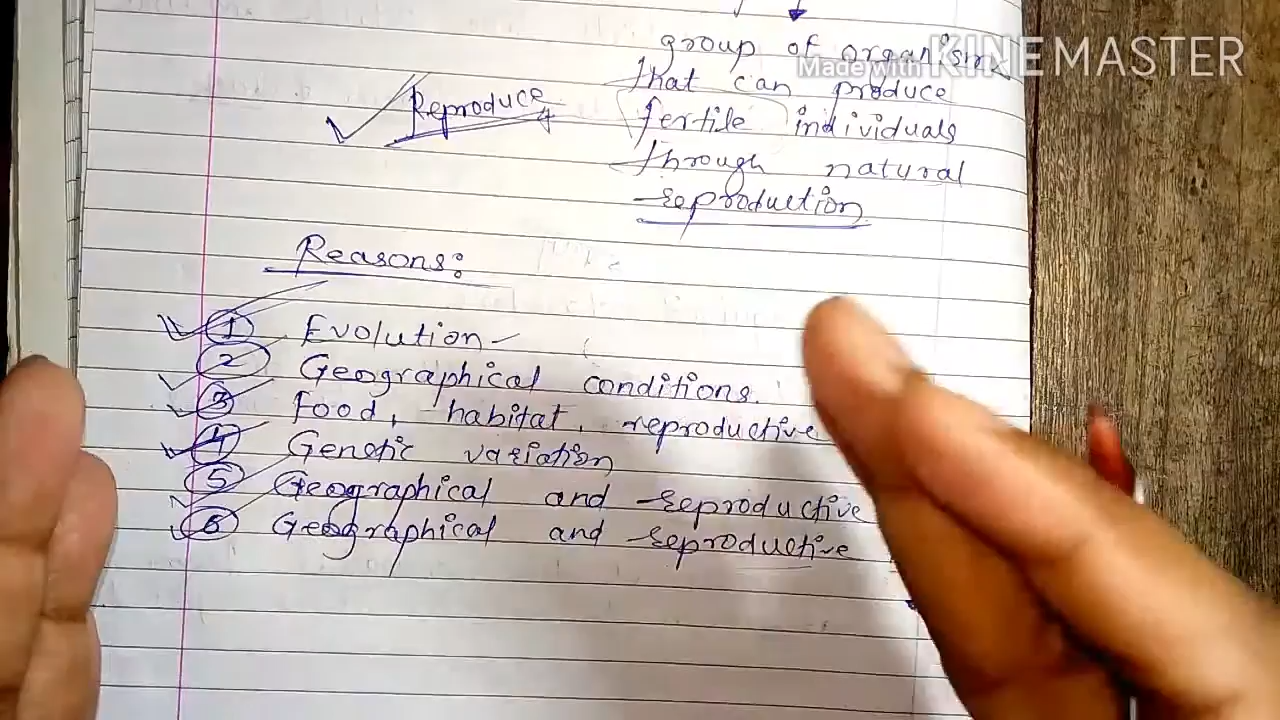 group of organism
Made with KINEMASTER
that can produce
Reproduce
fertile individuals
through natural
reproduction
Reasons:
① Evolution -
② Geographical conditions.
③ Food, habitat, reproductive
④ Genetic variation
⑤ Geographical and reproductive
⑥ Geographical and reproductive